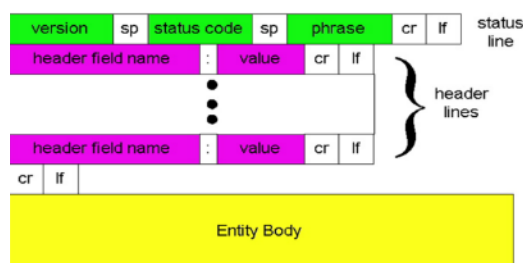 version sp status code sp phrase cr lf status line
header field name : value cr lf
header lines
header field name : value cr lf
cr lf
Entity Body